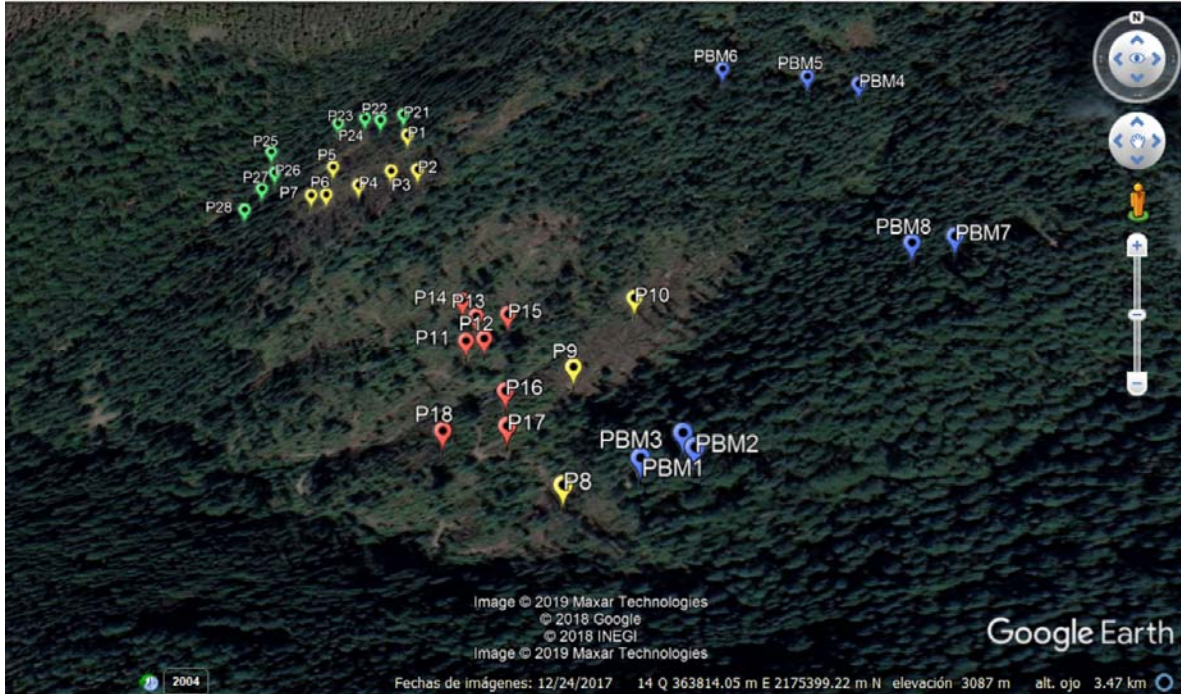 N
PBM6
PBM5
PBM4
P23
P22
P21
P24
P1
P25
P5
P2
P26
P27
P7
P6
P4
P3
P28
PBM8
PBM7
P14
P13
P15
P10
P11
P12
P9
P16
P18
P17
PBM3
PBM2
PBM1
P8
Image © 2019 Maxar Technologies
© 2018 Google
© 2018 INEGI
Image © 2019 Maxar Technologies
Google Earth
2004
Fechas de imágenes: 12/24/2017 14 Q 363814.05 m E 2175399.22 m N elevación 3087 m alt. ojo 3.47 km